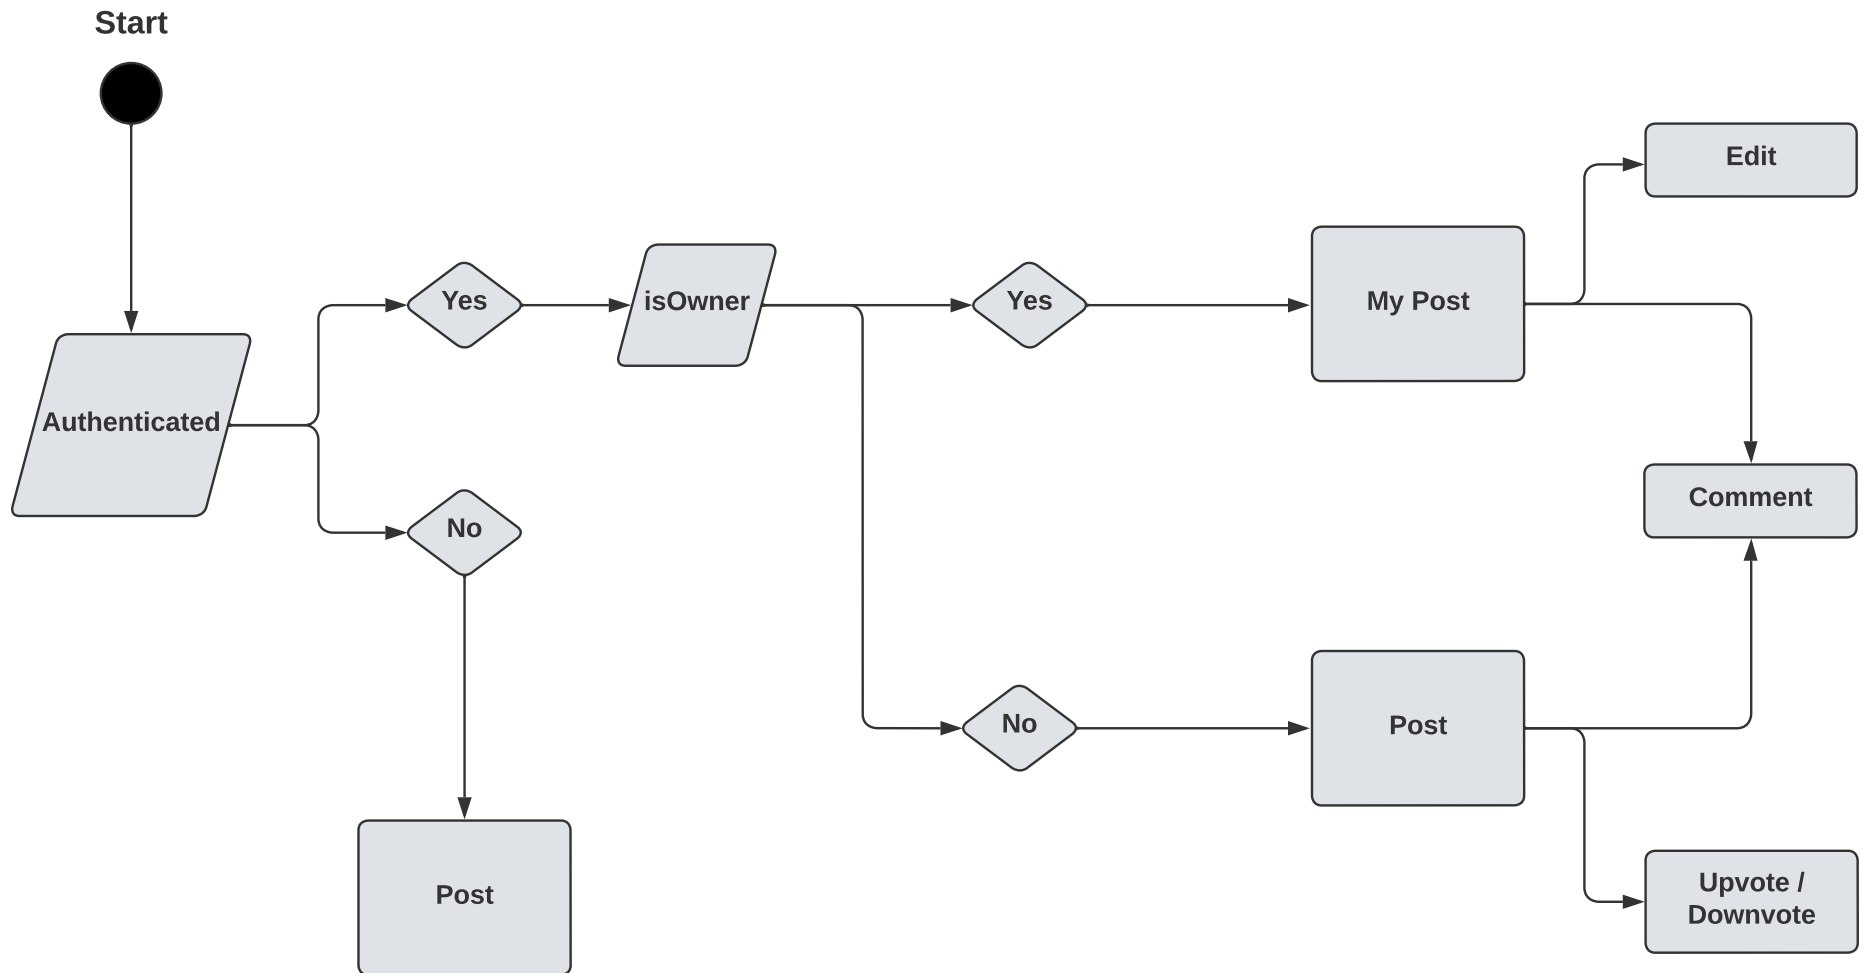 Start
Edit
Yes
isOwner
Yes
My Post
Authenticated
Comment
No
No
Post
Post
Upvote /
Downvote